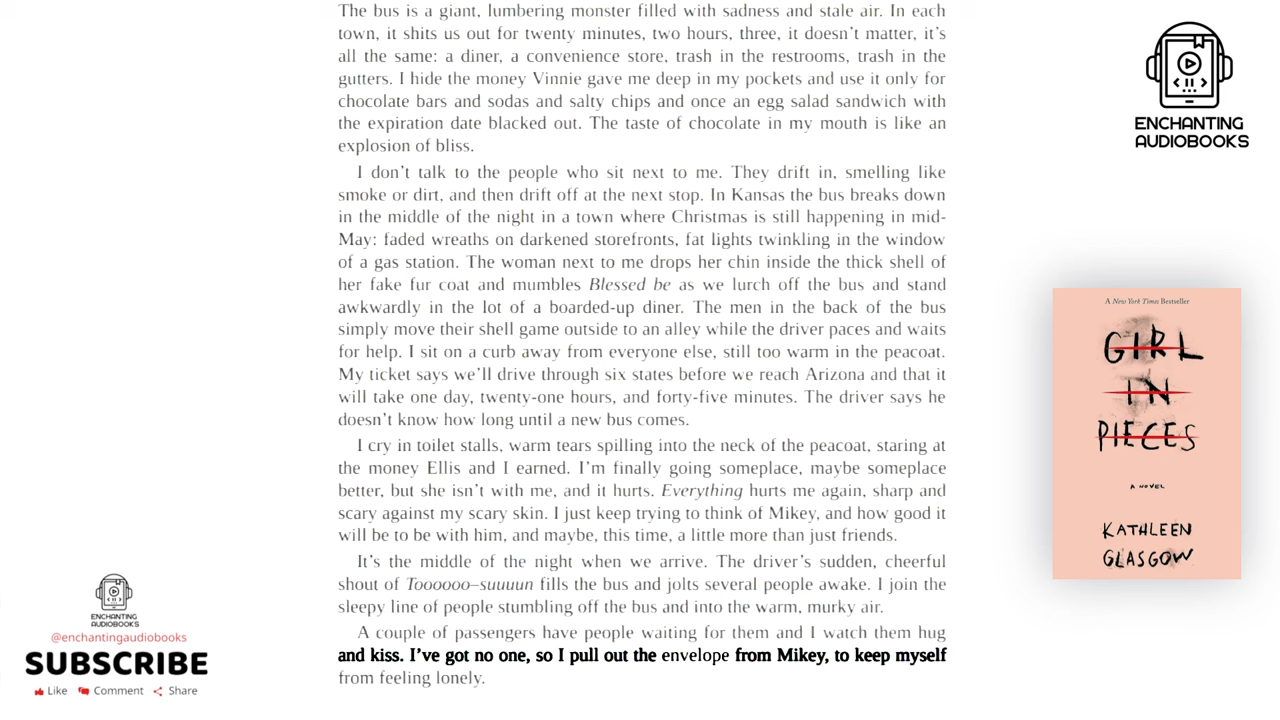 The bus is a giant, lumbering monster filled with sadness and stale air. In each
town, it shits us out for twenty minutes, two hours, three, it doesn't matter, it's
all the same: a diner, a convenience store, trash in the restrooms, trash in the
gutters. I hide the money Vinnie gave me deep in my pockets and use it only for
chocolate bars and sodas and salty chips and once an egg salad sandwich with
the expiration date blacked out. The taste of chocolate in my mouth is like an
explosion of bliss.
I don't talk to the people who sit next to me. They drift in, smelling like
smoke or dirt, and then drift off at the next stop. In Kansas the bus breaks down
in the middle of the night in a town where Christmas is still happening in mid-
May: faded wreaths on darkened storefronts, fat lights twinkling in the window
of a gas station. The woman next to me drops her chin inside the thick shell of
her fake fur coat and mumbles Blessed be as we lurch off the bus and stand
awkwardly in the lot of a boarded-up diner. The men in the back of the bus
simply move their shell game outside to an alley while the driver paces and waits
for help. I sit on a curb away from everyone else, still too warm in the peacoat.
My ticket says we'll drive through six states before we reach Arizona and that it
will take one day, twenty-one hours, and forty-five minutes. The driver says he
doesn't know how long until a new bus comes.
I cry in toilet stalls, warm tears spilling into the neck of the peacoat, staring at
the money Ellis and I earned. I'm finally going someplace, maybe someplace
better, but she isn't with me, and it hurts. Everything hurts me again, sharp and
scary against my scary skin. I just keep trying to think of Mikey, and how good it
will be to be with him, and maybe, this time, a little more than just friends.
It's the middle of the night when we arrive. The driver's sudden, cheerful
shout of Toooooo–suuuun fills the bus and jolts several people awake. I join the
sleepy line of people stumbling off the bus and into the warm, murky air.
A couple of passengers have people waiting for them and I watch them hug
and kiss. I've got no one, so I pull out the envelope from Mikey, to keep myself
from feeling lonely.
ENCHANTING
AUDIOBOOKS
A New York Times Bestseller
GIRL
IN
PIECES
A NOVEL
KATHLEEN
GLASGOW
ENCHANTING
AUDIOBOOKS
@enchantingaudiobooks
SUBSCRIBE
Like Comment Share